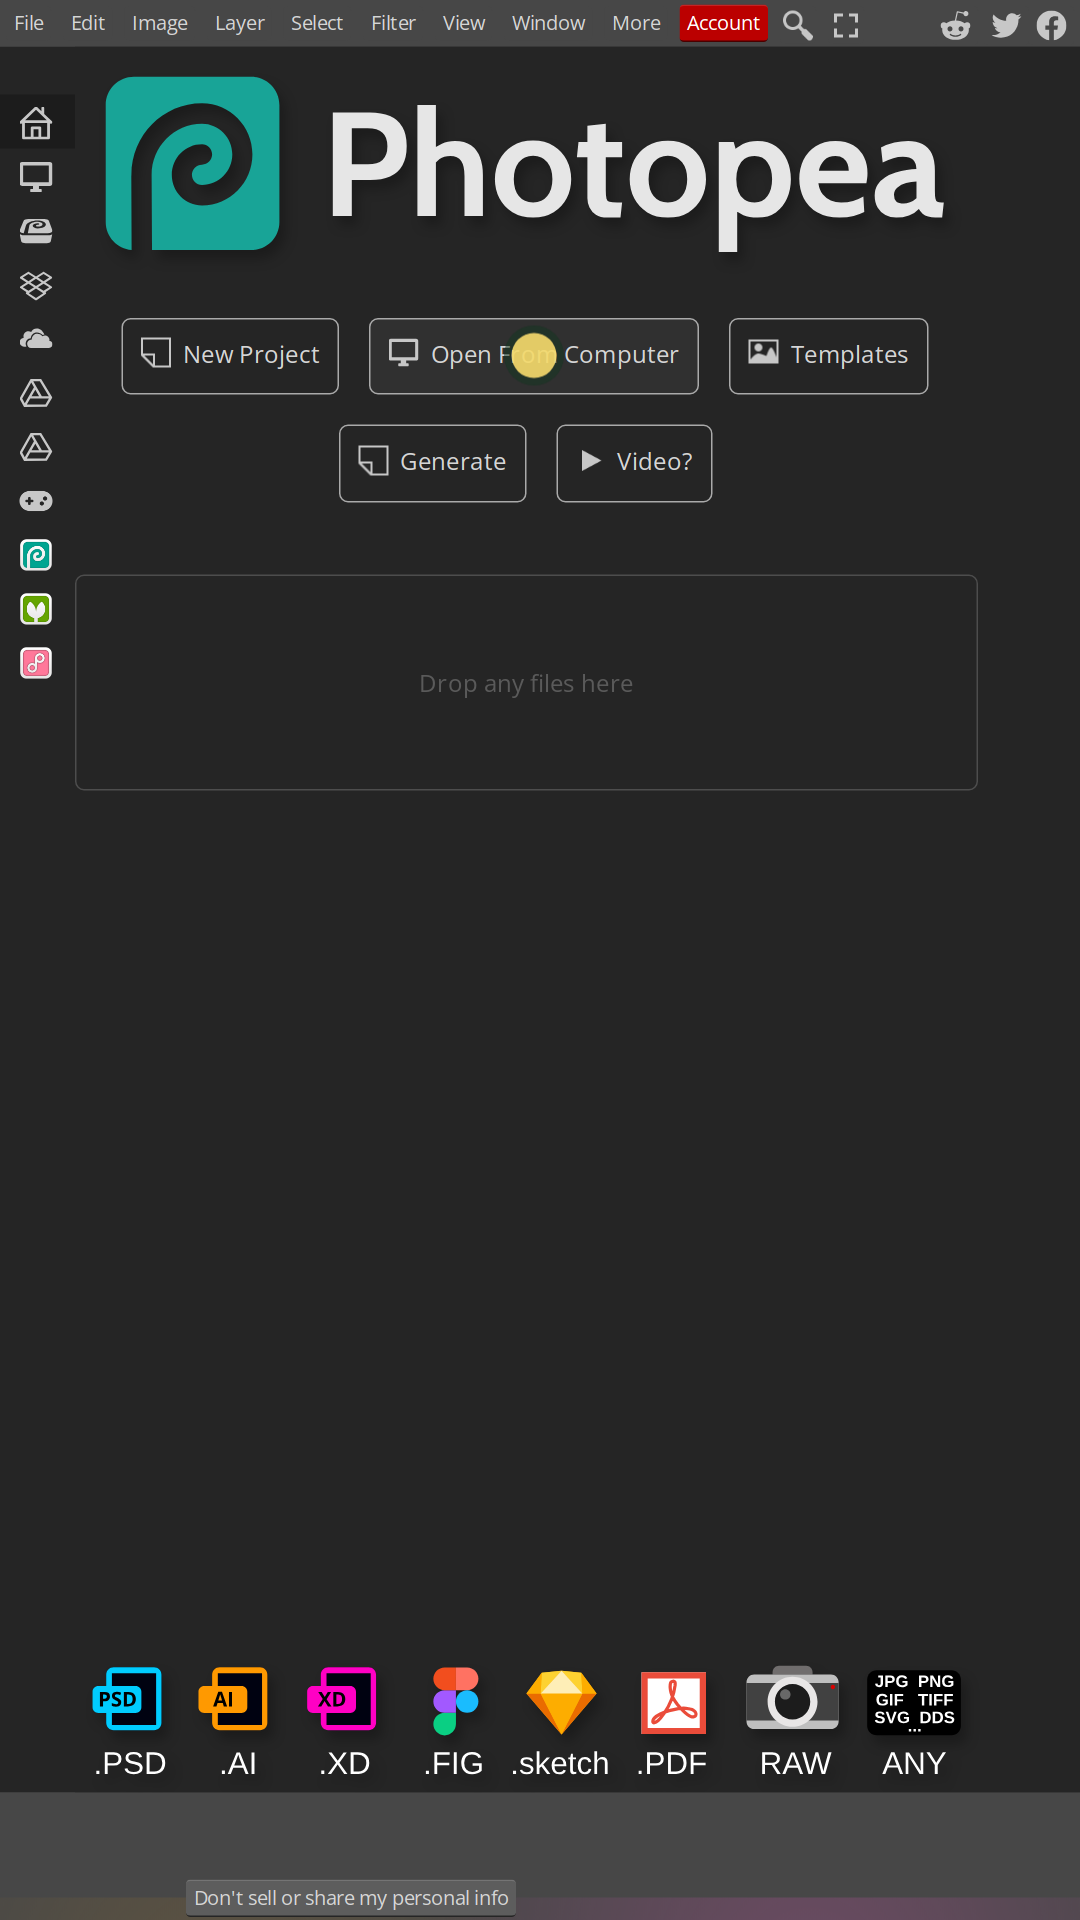 File Edit Image Layer Select Filter View Window More Account
Photopea
New Project Open From Computer Templates
Generate Video?
Drop any files here
PSD AI XD JPG PNG
GIF TIFF
SVG DDS
...
.PSD .AI .XD .FIG .sketch .PDF RAW ANY
Don't sell or share my personal info